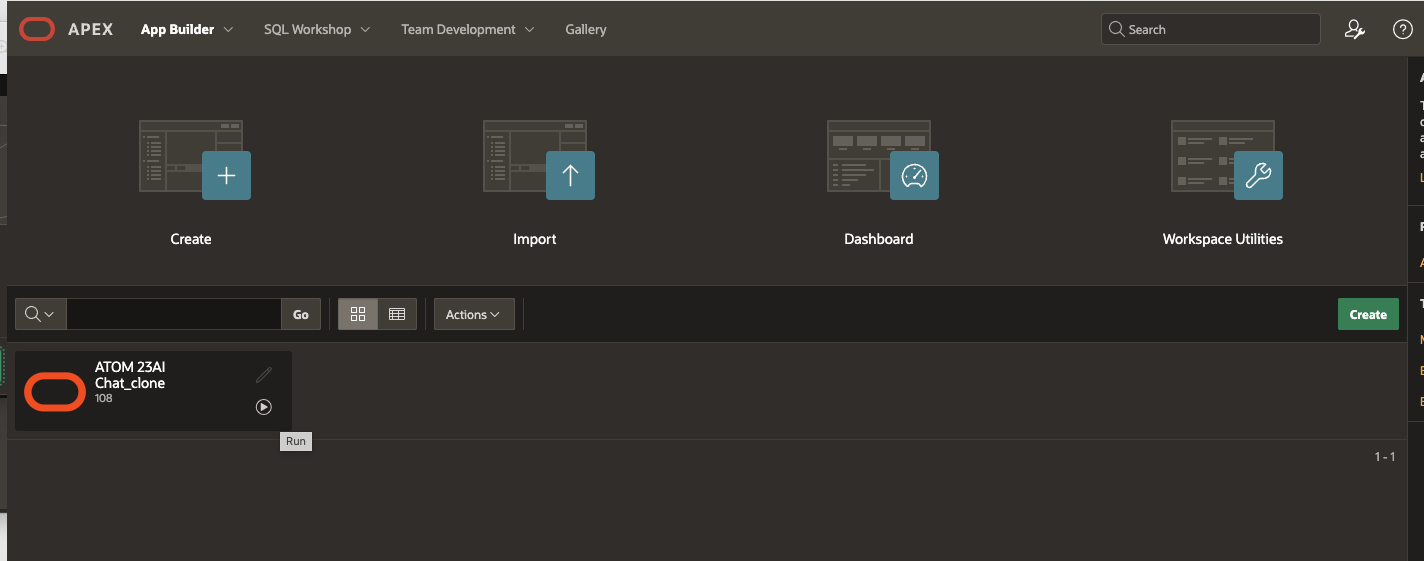 APEX App Builder SQL Workshop Team Development Gallery Search
Create Import Dashboard Workspace Utilities
Go Actions Create
ATOM 23AI
Chat_clone
108
Run
1 - 1